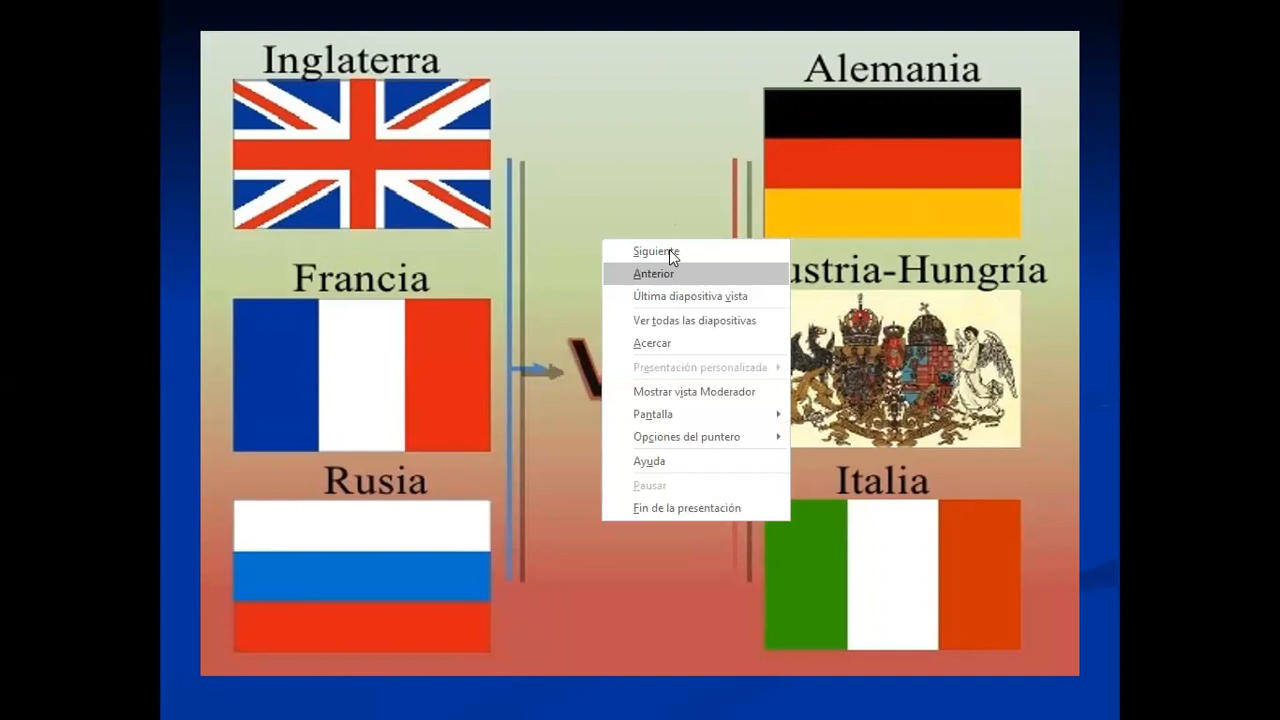 Inglaterra
Alemania
Francia
ustria-Hungría
Rusia
Italia
V
Siguiente
Anterior
Última diapositiva vista
Ver todas las diapositivas
Acercar
Presentación personalizada
Mostrar vista Moderador
Pantalla
Opciones del puntero
Ayuda
Pausar
Fin de la presentación